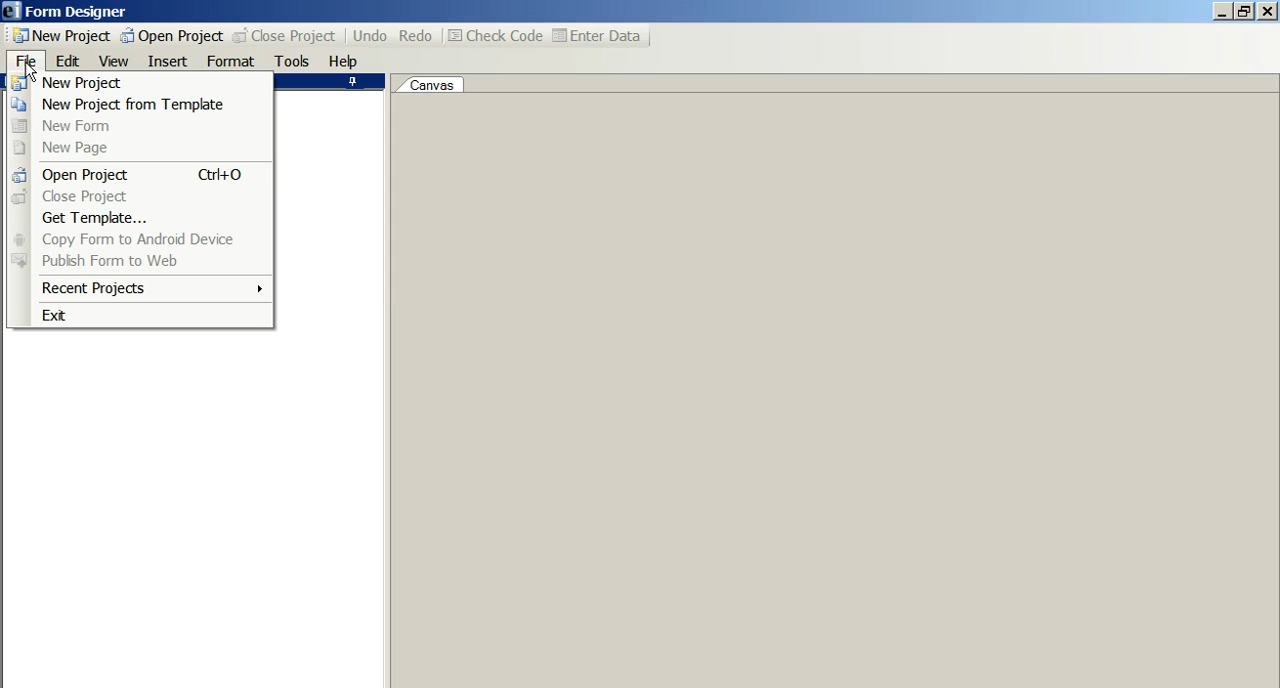 ei Form Designer
New Project Open Project Close Project Undo Redo Check Code Enter Data
File Edit View Insert Format Tools Help
Canvas
New Project
New Project from Template
New Form
New Page
Open Project Ctrl+O
Close Project
Get Template...
Copy Form to Android Device
Publish Form to Web
Recent Projects
Exit